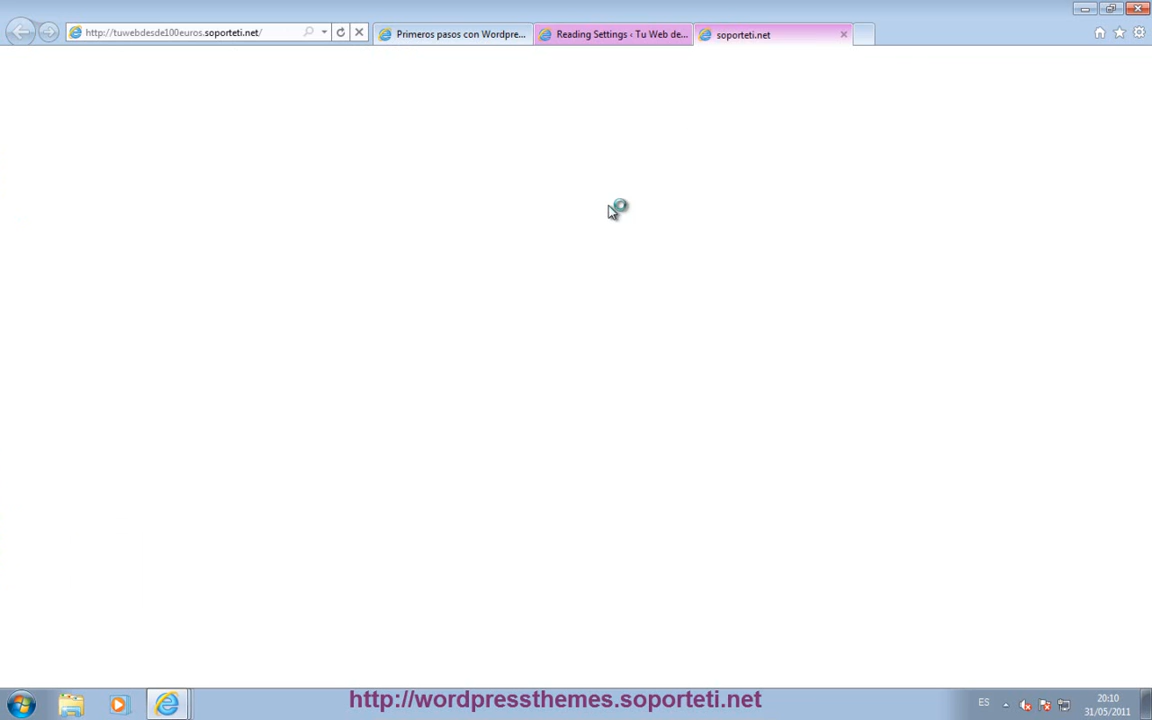 http://tuwebdesde100euros.soporteti.net/
Primeros pasos con Wordpre...
Reading Settings ‹ Tu Web de...
soporteti.net
http://wordpressthemes.soporteti.net
ES
20:10
31/05/2011